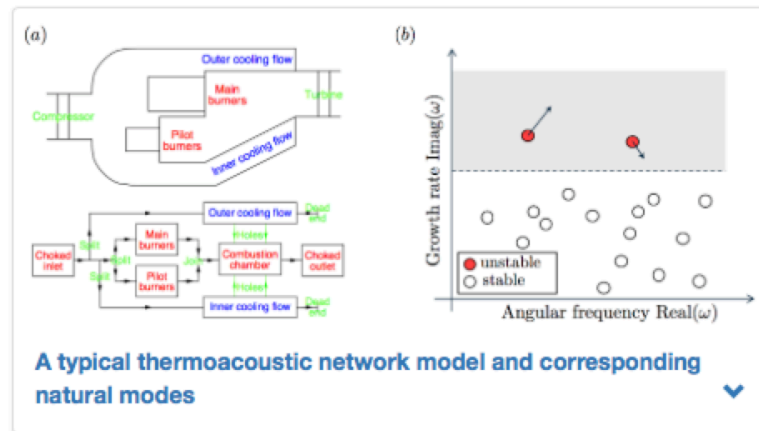 (a)
Outer cooling flow
Main
burners
Compressor
Turbine
Pilot
burners
Inner cooling flow
Outer cooling flow
Dead
end
Holes
Main
burners
Split
Choked
inlet
Split
Join
Combustion
chamber
Choked
outlet
Split
Pilot
burners
Holes
Inner cooling flow
Dead
end
(b)
Growth rate Imag(ω)
unstable
stable
Angular frequency Real(ω)
A typical thermoacoustic network model and corresponding
natural modes